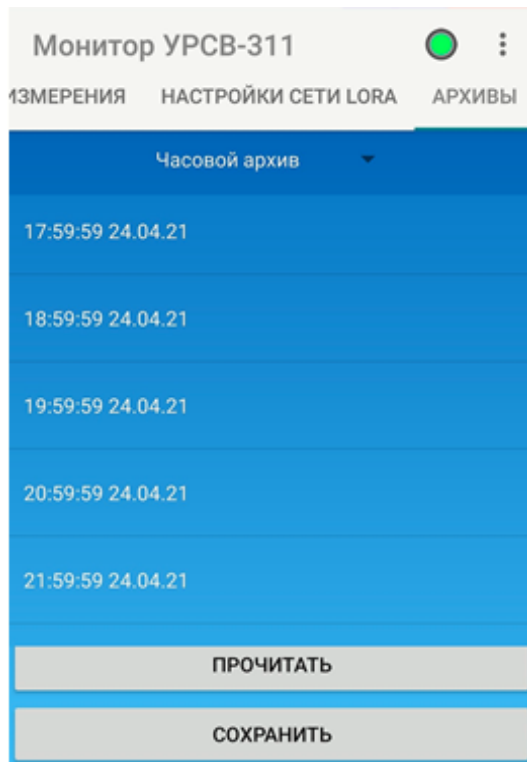 Монитор УРСВ-311
ИЗМЕРЕНИЯ НАСТРОЙКИ СЕТИ LORA АРХИВЫ
Часовой архив
17:59:59 24.04.21
18:59:59 24.04.21
19:59:59 24.04.21
20:59:59 24.04.21
21:59:59 24.04.21
ПРОЧИТАТЬ
СОХРАНИТЬ